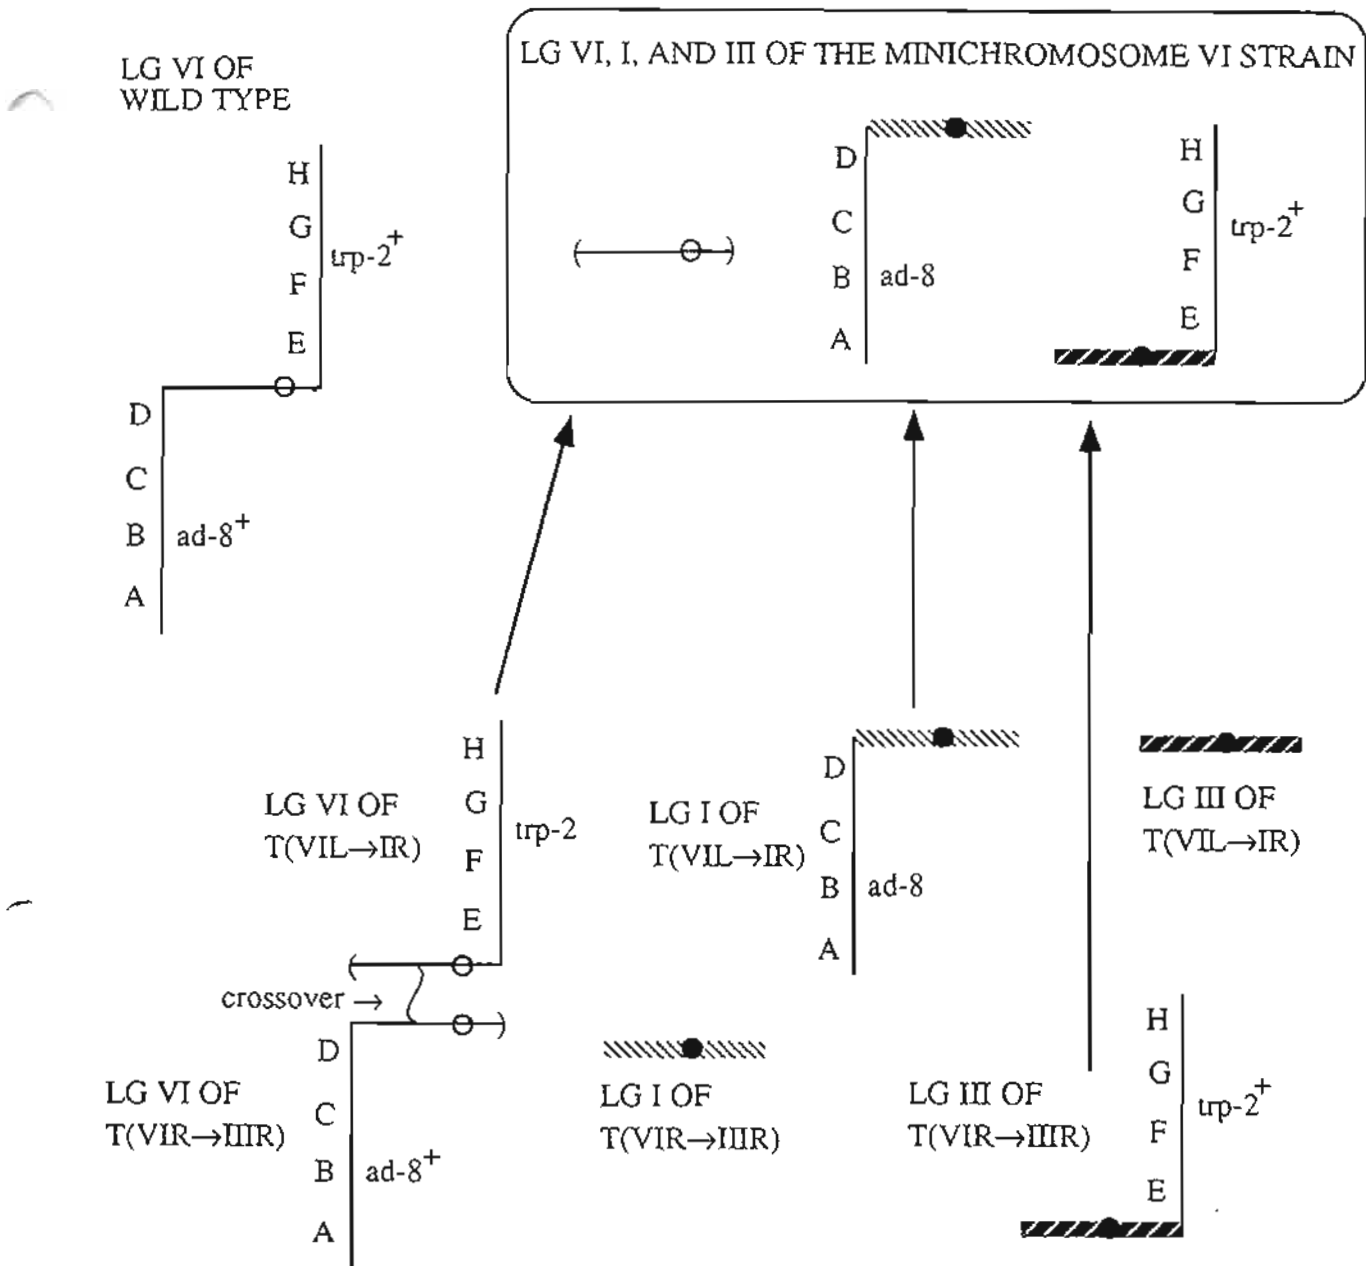 LG VI OF
WILD TYPE
H
G
trp-2+
F
E
D
C
B
ad-8+
A
LG VI, I, AND III OF THE MINICHROMOSOME VI STRAIN
D
C
B
ad-8
A
H
G
trp-2+
F
E
H
G
trp-2
F
E
LG VI OF
T(VIL→IR)
crossover →
D
C
B
ad-8+
A
LG VI OF
T(VIR→IIIR)
LG I OF
T(VIL→IR)
D
C
B
ad-8
A
LG III OF
T(VIL→IR)
LG I OF
T(VIR→IIIR)
LG III OF
T(VIR→IIIR)
H
G
trp-2+
F
E